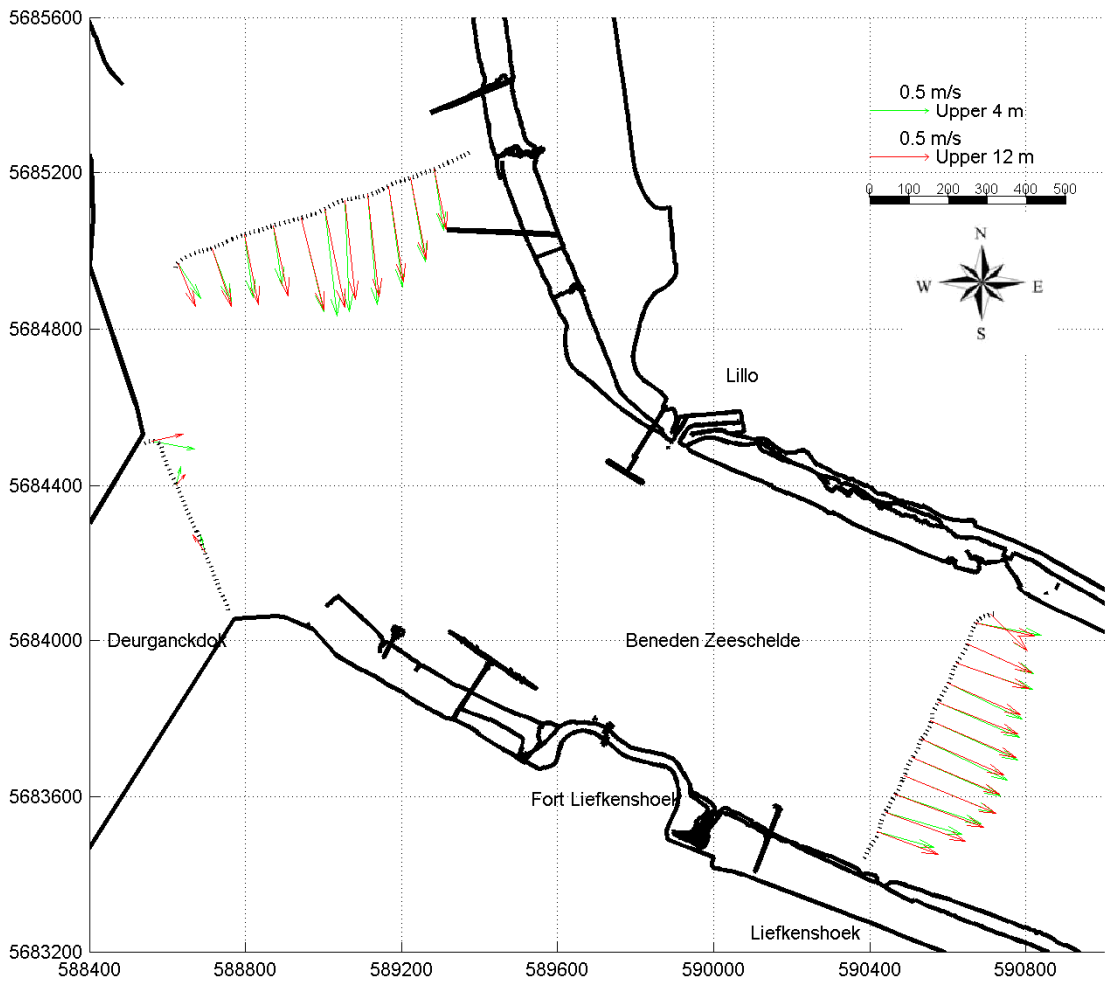 5685600
5685200
5684800
5684400
5684000
5683600
5683200
588400
588800
589200
589600
590000
590400
590800
0.5 m/s
Upper 4 m
0.5 m/s
Upper 12 m
0 100 200 300 400 500
N
W E
S
Lillo
Deurganckdok
Beneden Zeeschelde
Fort Liefkenshoek
Liefkenshoek